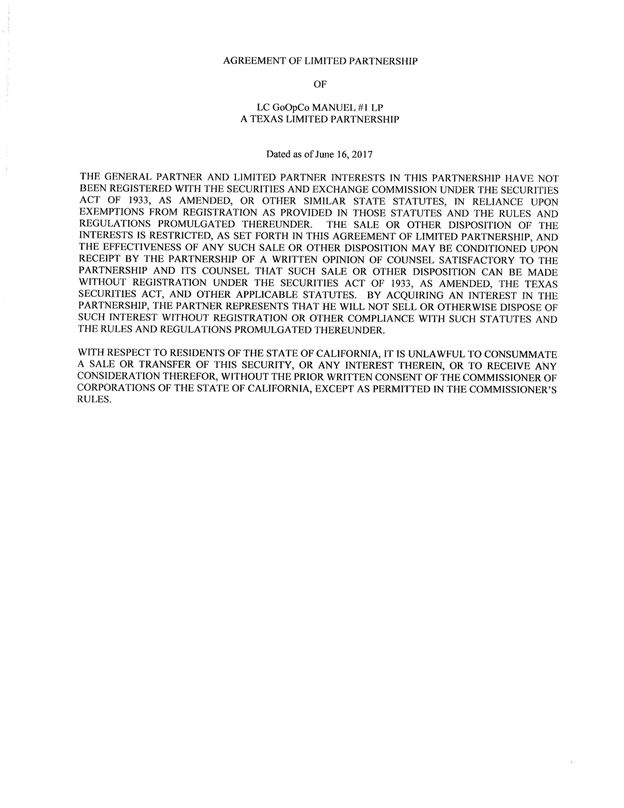 AGREEMENT OF LIMITED PARTNERSHIP
OF
LC GoOpCo MANUEL #1 LP
A TEXAS LIMITED PARTNERSHIP
Dated as of June 16, 2017
THE GENERAL PARTNER AND LIMITED PARTNER INTERESTS IN THIS PARTNERSHIP HAVE NOT
BEEN REGISTERED WITH THE SECURITIES AND EXCHANGE COMMISSION UNDER THE SECURITIES
ACT OF 1933, AS AMENDED, OR OTHER SIMILAR STATE STATUTES, IN RELIANCE UPON
EXEMPTIONS FROM REGISTRATION AS PROVIDED IN THOSE STATUTES AND THE RULES AND
REGULATIONS PROMULGATED THEREUNDER. THE SALE OR OTHER DISPOSITION OF THE
INTERESTS IS RESTRICTED, AS SET FORTH IN THIS AGREEMENT OF LIMITED PARTNERSHIP, AND
THE EFFECTIVENESS OF ANY SUCH SALE OR OTHER DISPOSITION MAY BE CONDITIONED UPON
RECEIPT BY THE PARTNERSHIP OF A WRITTEN OPINION OF COUNSEL SATISFACTORY TO THE
PARTNERSHIP AND ITS COUNSEL THAT SUCH SALE OR OTHER DISPOSITION CAN BE MADE
WITHOUT REGISTRATION UNDER THE SECURITIES ACT OF 1933, AS AMENDED, THE TEXAS
SECURITIES ACT, AND OTHER APPLICABLE STATUTES. BY ACQUIRING AN INTEREST IN THE
PARTNERSHIP, THE PARTNER REPRESENTS THAT HE WILL NOT SELL OR OTHERWISE DISPOSE OF
SUCH INTEREST WITHOUT REGISTRATION OR OTHER COMPLIANCE WITH SUCH STATUTES AND
THE RULES AND REGULATIONS PROMULGATED THEREUNDER.
WITH RESPECT TO RESIDENTS OF THE STATE OF CALIFORNIA, IT IS UNLAWFUL TO CONSUMMATE
A SALE OR TRANSFER OF THIS SECURITY, OR ANY INTEREST THEREIN, OR TO RECEIVE ANY
CONSIDERATION THEREFOR, WITHOUT THE PRIOR WRITTEN CONSENT OF THE COMMISSIONER OF
CORPORATIONS OF THE STATE OF CALIFORNIA, EXCEPT AS PERMITTED IN THE COMMISSIONER'S
RULES.